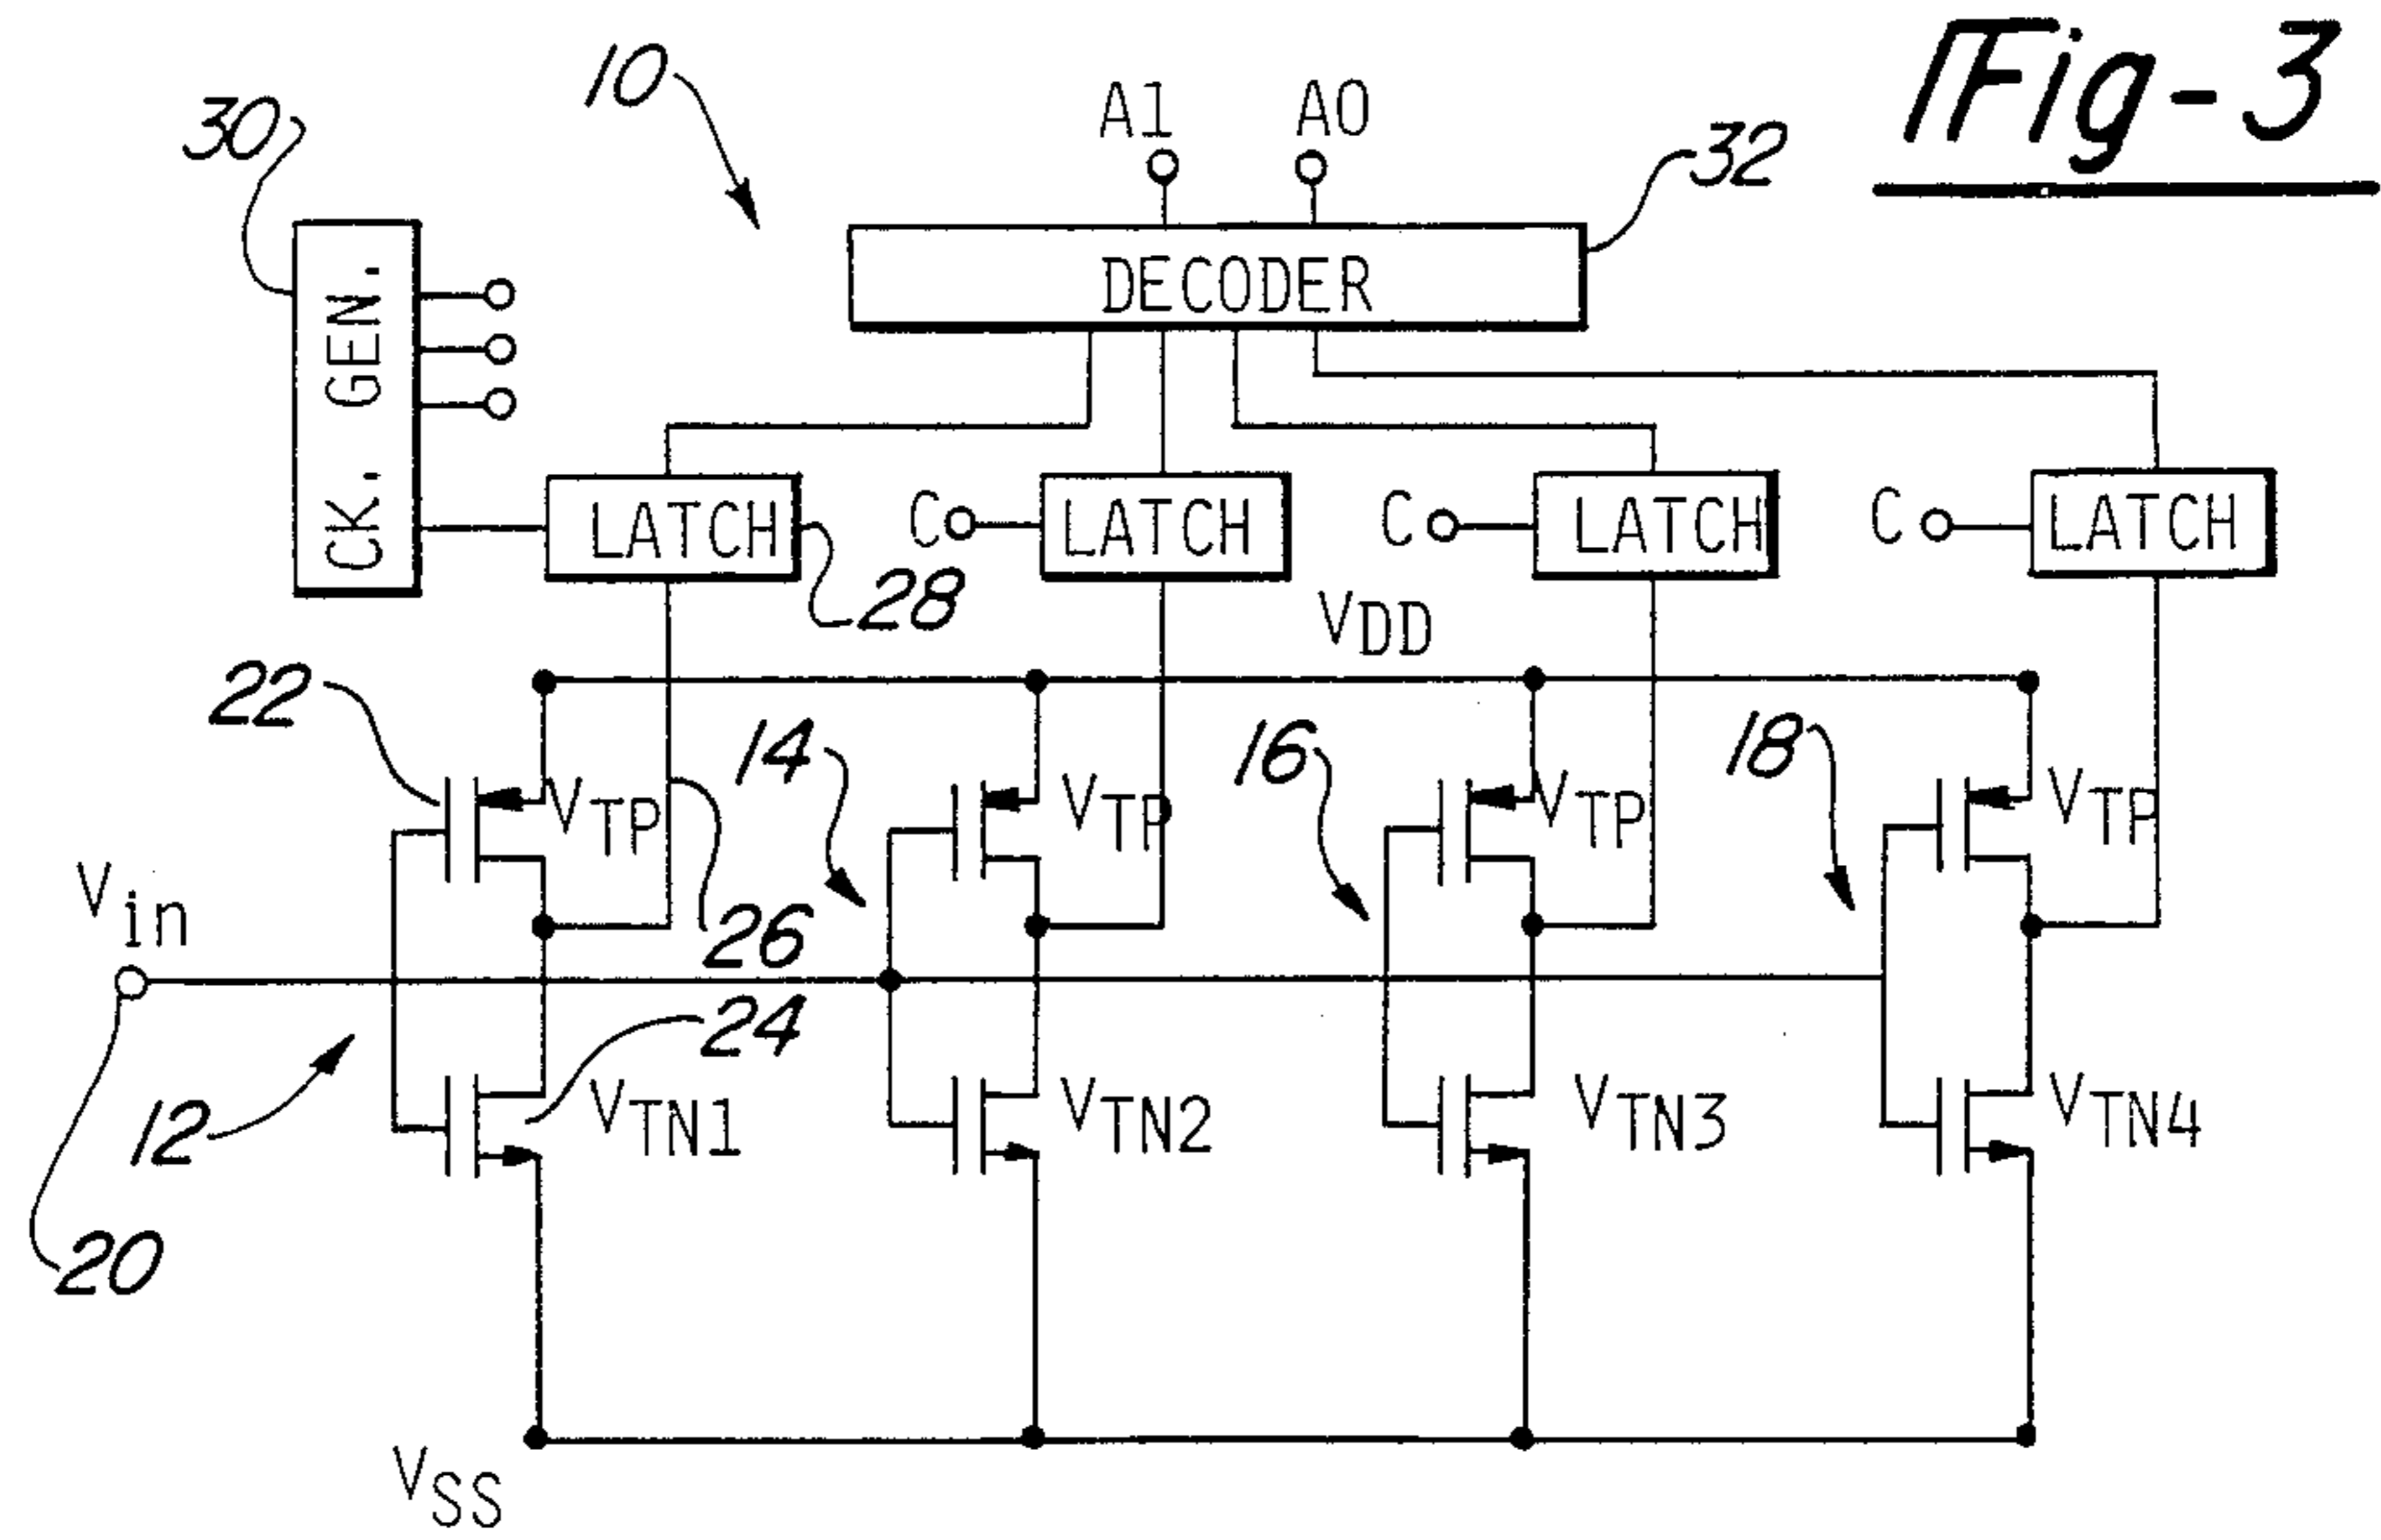 Fig-3
10
A1 A0
30
32
DECODER
CK. GEN.
LATCH
C LATCH
C LATCH
C LATCH
28
VDD
22
14
16
18
VTP
VTP
VTP
VTP
Vin
26
24
12
VTN1
VTN2
VTN3
VTN4
20
VSS